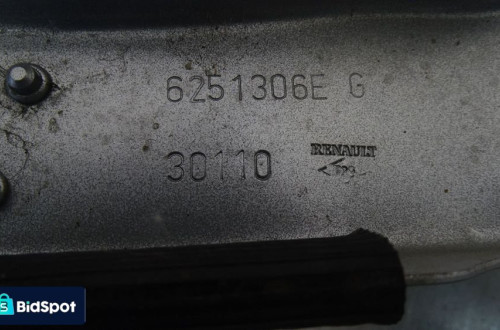 6251306E G
30110
RENAULT
BidSpot